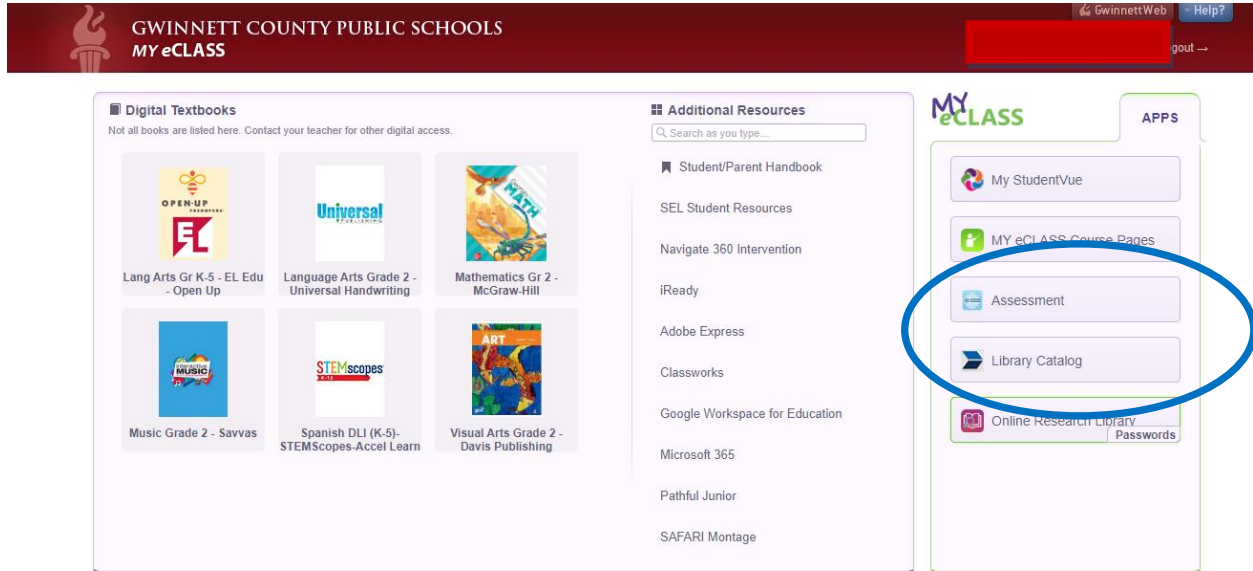 GwinnettWeb
Help?
GWINNETT COUNTY PUBLIC SCHOOLS
MY eCLASS
gout →
Digital Textbooks
Not all books are listed here. Contact your teacher for other digital access.
OPEN-UP
EL
Lang Arts Gr K-5 - EL Edu
- Open Up
Universal
PUBLISHING
Language Arts Grade 2 -
Universal Handwriting
MATH
Mathematics Gr 2 -
McGraw-Hill
interactive
MUSIC
Music Grade 2 - Savvas
STEMscopes
K-12
Spanish DLI (K-5)-
STEMScopes-Accel Learn
ART
Visual Arts Grade 2 -
Davis Publishing
Additional Resources
Search as you type...
Student/Parent Handbook
SEL Student Resources
Navigate 360 Intervention
iReady
Adobe Express
Classworks
Google Workspace for Education
Microsoft 365
Pathful Junior
SAFARI Montage
MY eCLASS
APPS
My StudentVue
MY eCLASS Course Pages
Assessment
Library Catalog
Online Research Library
Passwords